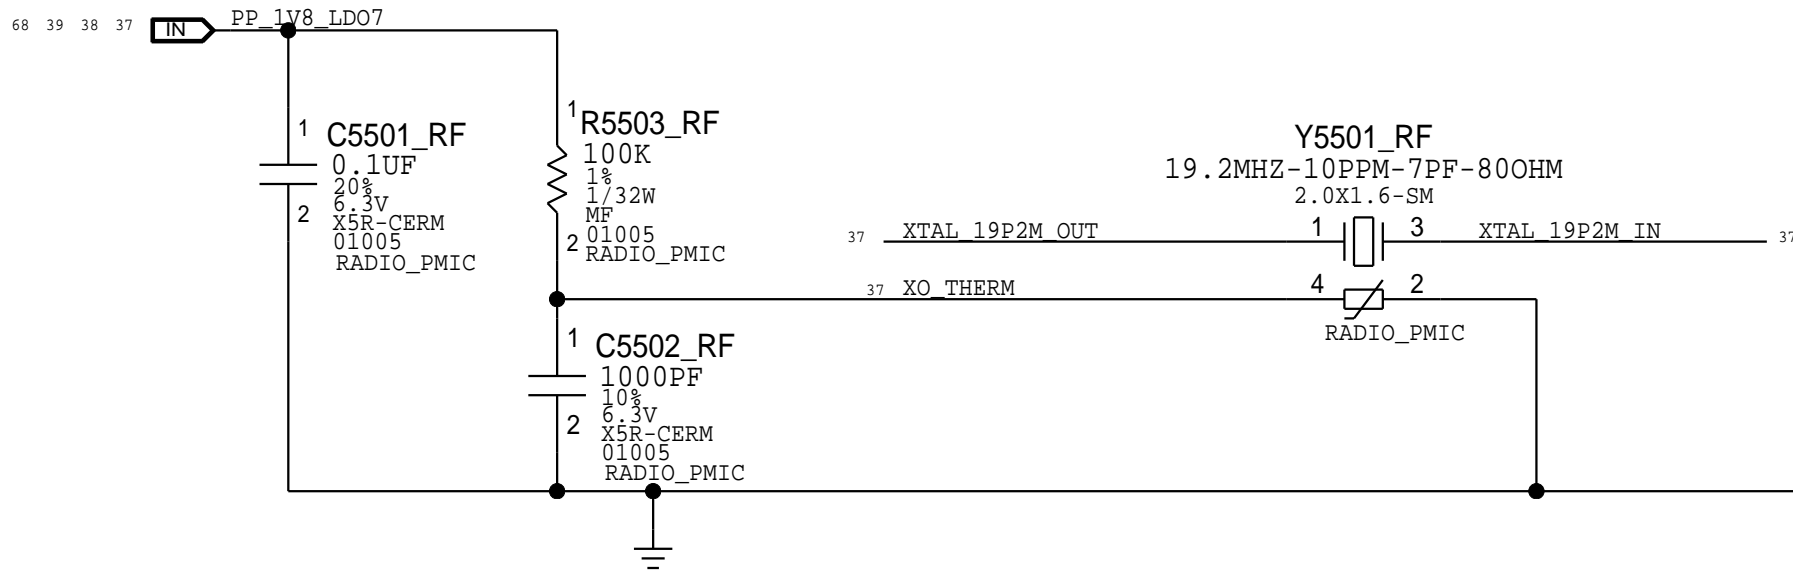 68 39 38 37 IN PP_1V8_LDO7
1 C5501_RF
0.1UF
20%
6.3V
2 X5R-CERM
01005
RADIO_PMIC
1 R5503_RF
100K
1%
1/32W
MF
2 01005
RADIO_PMIC
Y5501_RF
19.2MHZ-10PPM-7PF-80OHM
2.0X1.6-SM
37 XTAL_19P2M_OUT 1 3 XTAL_19P2M_IN 37
37 XO_THERM 4 2
RADIO_PMIC
1 C5502_RF
1000PF
10%
6.3V
2 X5R-CERM
01005
RADIO_PMIC